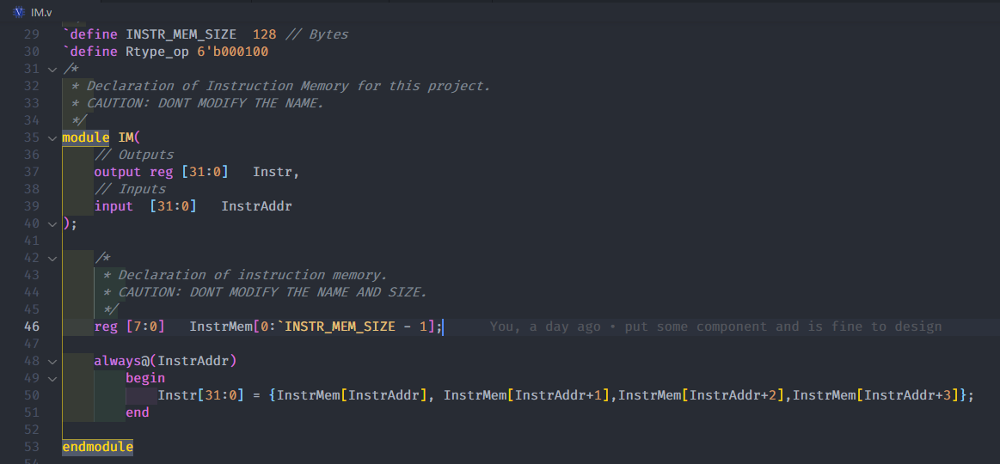 IM.v
29 `define INSTR_MEM_SIZE  128 // Bytes
30 `define Rtype_op 6'b000100
31 /*
32  * Declaration of Instruction Memory for this project.
33  * CAUTION: DONT MODIFY THE NAME.
34  */
35 module IM(
36     // Outputs
37     output reg [31:0]   Instr,
38     // Inputs
39     input  [31:0]   InstrAddr
40 );
41
42     /*
43      * Declaration of instruction memory.
44      * CAUTION: DONT MODIFY THE NAME AND SIZE.
45      */
46     reg [7:0]   InstrMem[0:`INSTR_MEM_SIZE - 1];      You, a day ago • put some component and is fine to design
47
48     always@(InstrAddr)
49         begin
50             Instr[31:0] = {InstrMem[InstrAddr], InstrMem[InstrAddr+1],InstrMem[InstrAddr+2],InstrMem[InstrAddr+3]};
51         end
52
53 endmodule